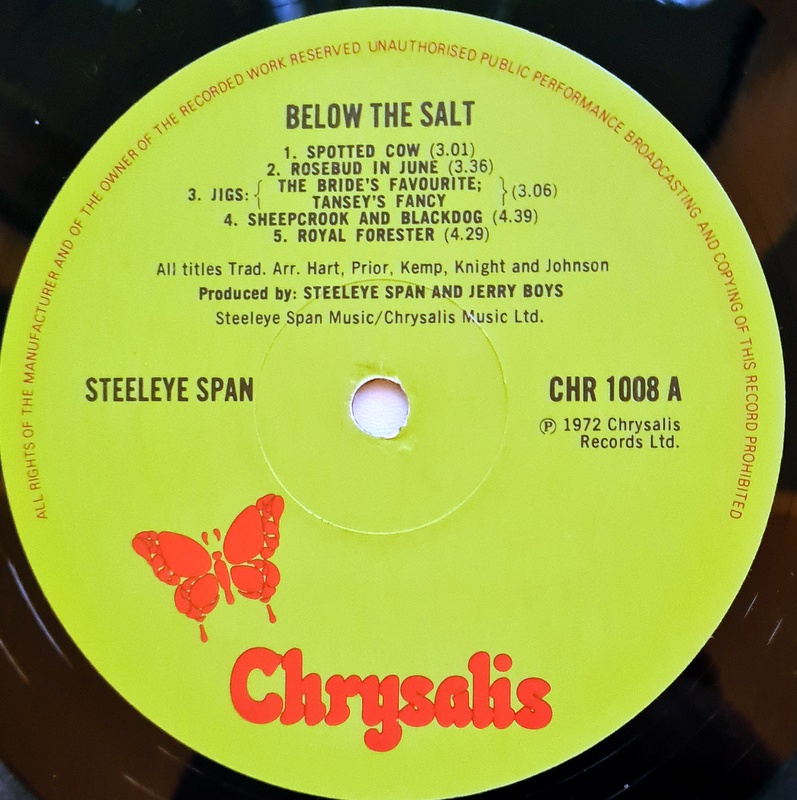 ALL RIGHTS OF THE MANUFACTURER AND OF THE OWNER OF THE RECORDED WORK RESERVED UNAUTHORISED PUBLIC PERFORMANCE BROADCASTING AND COPYING OF THIS RECORD PROHIBITED
BELOW THE SALT
1. SPOTTED COW (3.01)
2. ROSEBUD IN JUNE (3.36)
3. JIGS: { THE BRIDE'S FAVOURITE; } (3.06)
TANSEY'S FANCY
4. SHEEPCROOK AND BLACKDOG (4.39)
5. ROYAL FORESTER (4.29)
All titles Trad. Arr. Hart, Prior, Kemp, Knight and Johnson
Produced by: STEELEYE SPAN AND JERRY BOYS
Steeleye Span Music/Chrysalis Music Ltd.
STEELEYE SPAN
CHR 1008 A
℗ 1972 Chrysalis
Records Ltd.
Chrysalis